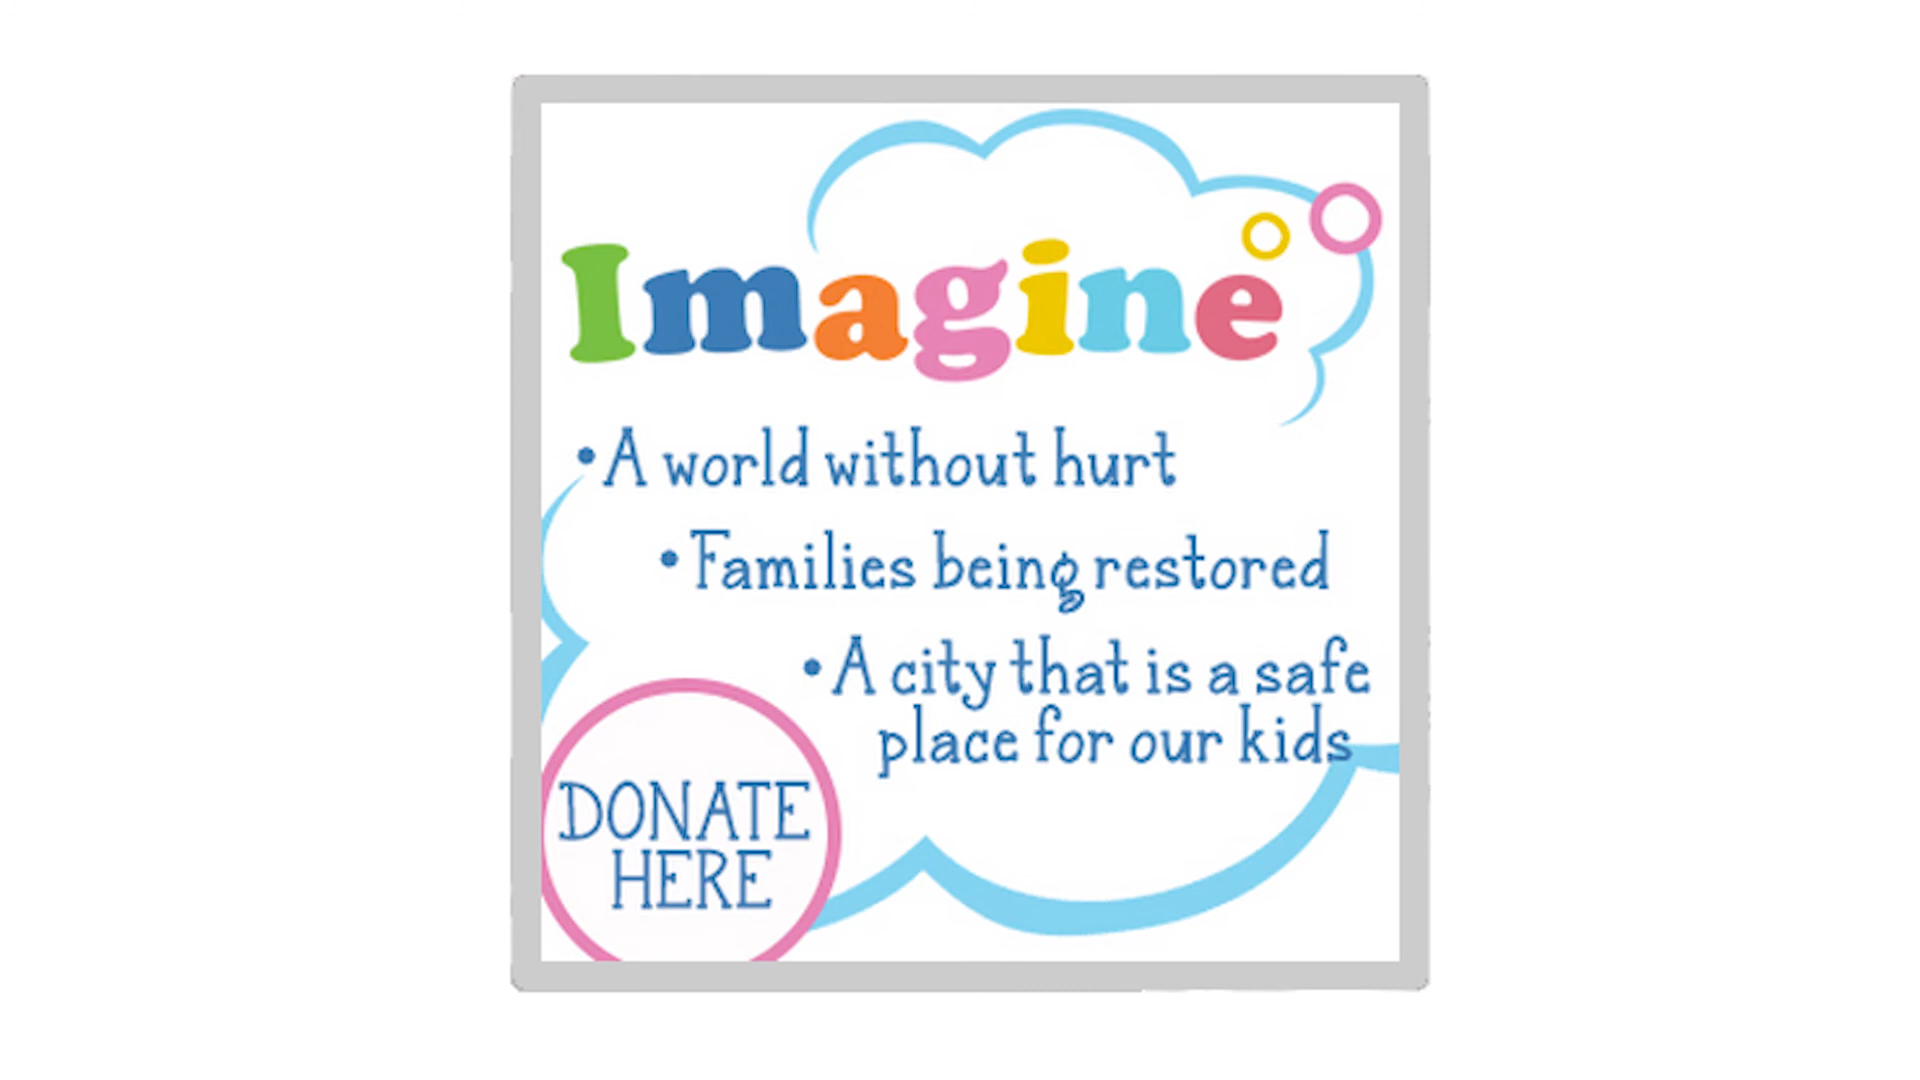 Imagine
•A world without hurt
•Families being restored
•A city that is a safe
place for our kids
DONATE
HERE